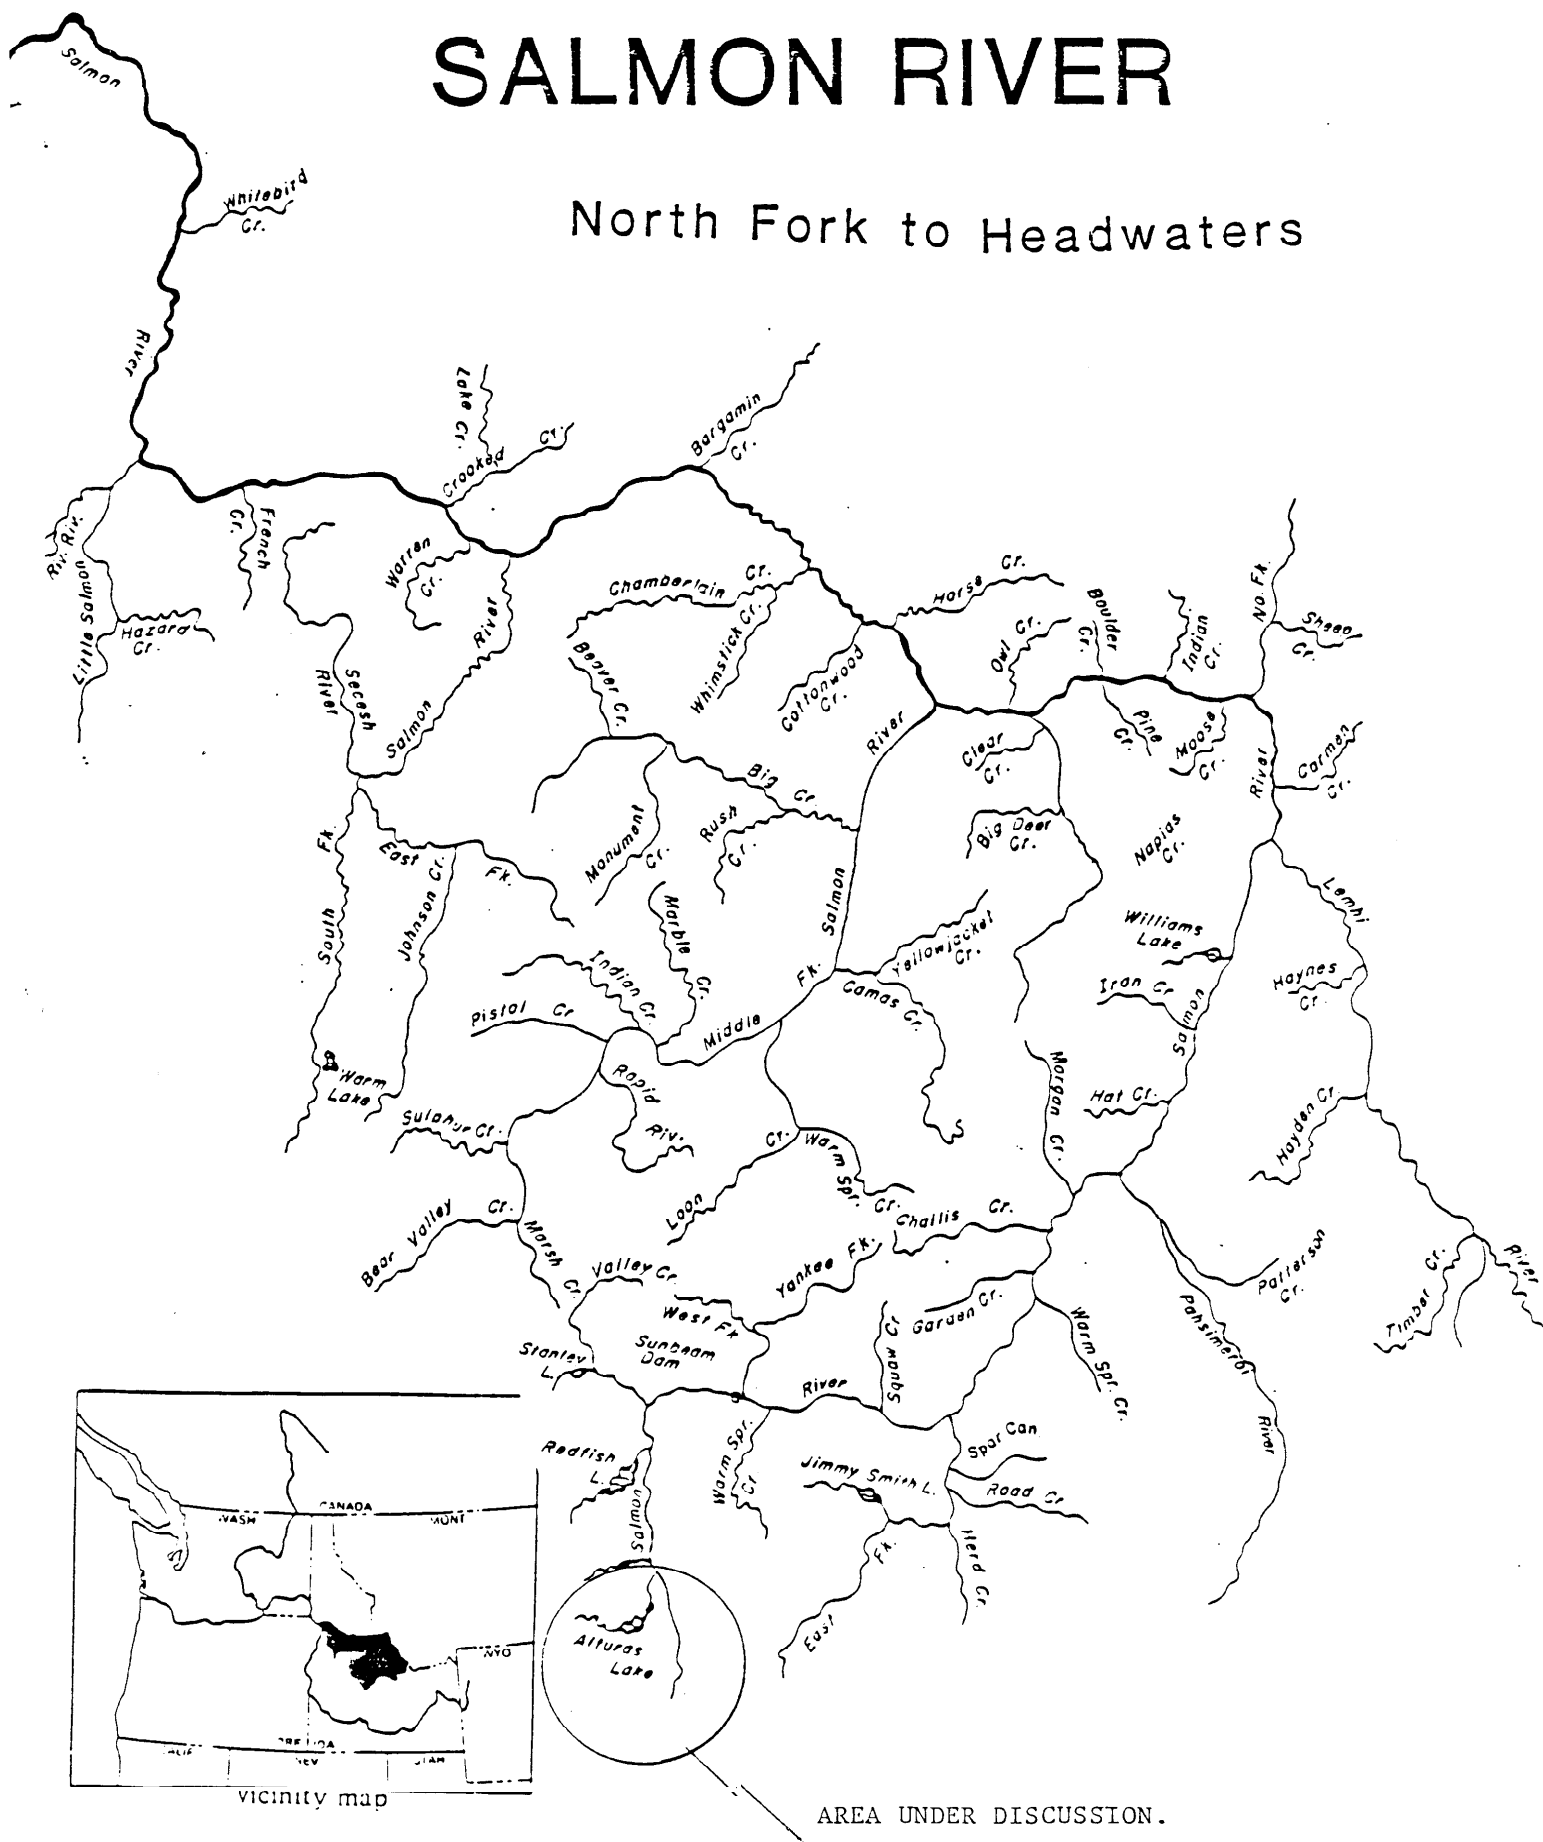 SALMON RIVER
North Fork to Headwaters
Salmon
Whitebird
Cr.
River
Lake Cr.
Crooked Cr.
Bargamin
Cr.
Riv. Riv.
French
Cr.
Little Salmon
Hazard
Cr.
Warren
Cr.
River
Salmon
Secesh
River
Chamberlain Cr.
Whimstick Cr.
Beaver Cr.
Cottonwood
Cr.
Horse Cr.
Owl Cr.
Boulder
Cr.
Indian
Cr.
No. Fk.
Sheep
Cr.
River
Clear
Cr.
Pine
Cr.
Moose
Cr.
River
Carmen
Cr.
Big Cr.
Monument
Cr.
Rush
Cr.
Big Deer
Cr.
Napias
Cr.
Fk.
East
Fk.
Johnson Cr.
South
Salmon
Marble
Cr.
Lemhi
Yellowjacket
Cr.
Williams
Lake
Indian Cr.
Fk.
Camas Cr.
Iron Cr
Haynes
Cr.
Pistol Cr
Middle
Salmon
Warm
Lake
Rapid
Riv.
Morgan Cr.
Hat Cr.
Hayden Cr.
Sulphur Cr.
Cr.
Loon
Warm Spr. Cr.
Challis Cr.
Bear Valley Cr.
Marsh Cr.
Valley Cr.
Yankee Fk.
West Fk
Garden Cr.
Warm Spr. Cr.
Patterson
Cr.
Timber Cr.
River
Pahsimeroi
River
Stanley
L.
Sunbeam
Dam
River
Squaw Cr
Redfish
L.
Warm Spr.
Cr
Spar Can.
Jimmy Smith L.
Road Cr
Salmon
Fk.
East
Herd Cr.
Alturas
Lake
CANADA
WASH
MONT
WYO
NEV
UTAH
vicinity map
AREA UNDER DISCUSSION.